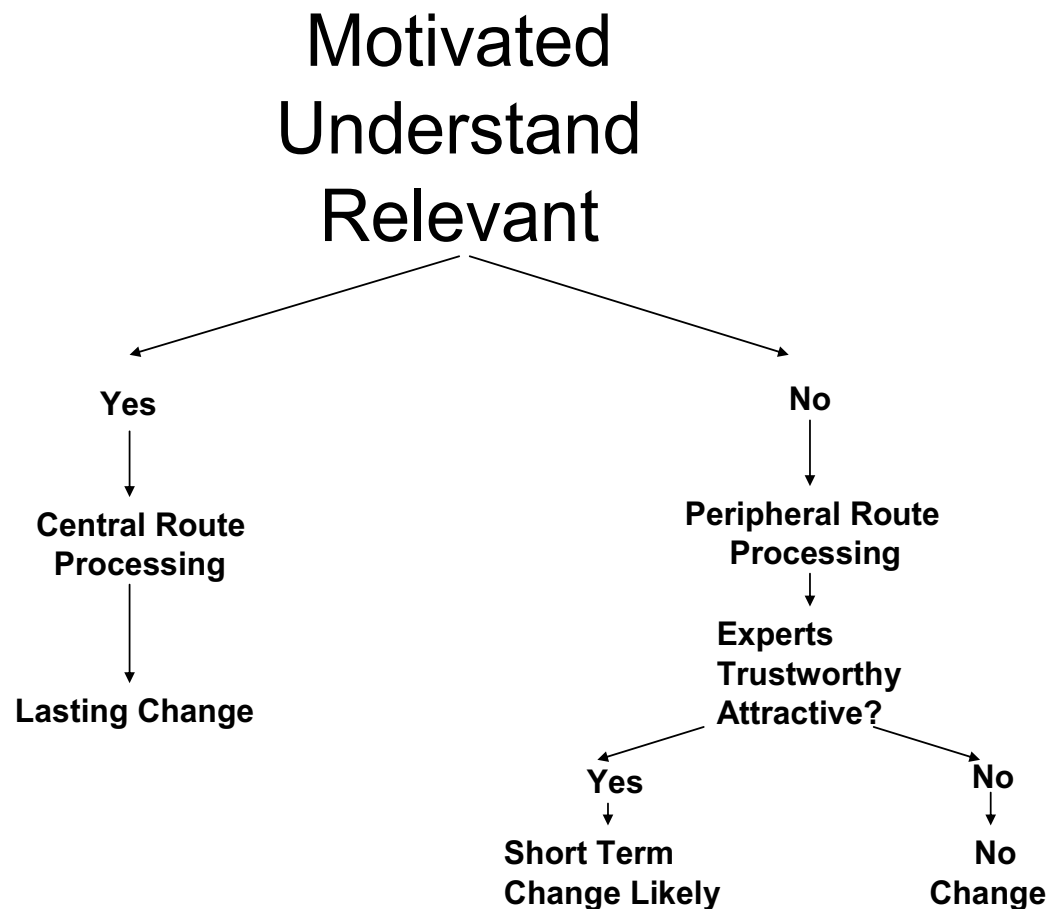 Motivated
Understand
Relevant
Yes
No
Central Route
Processing
Peripheral Route
Processing
Experts
Trustworthy
Attractive?
Lasting Change
Yes
No
Short Term
Change Likely
No
Change